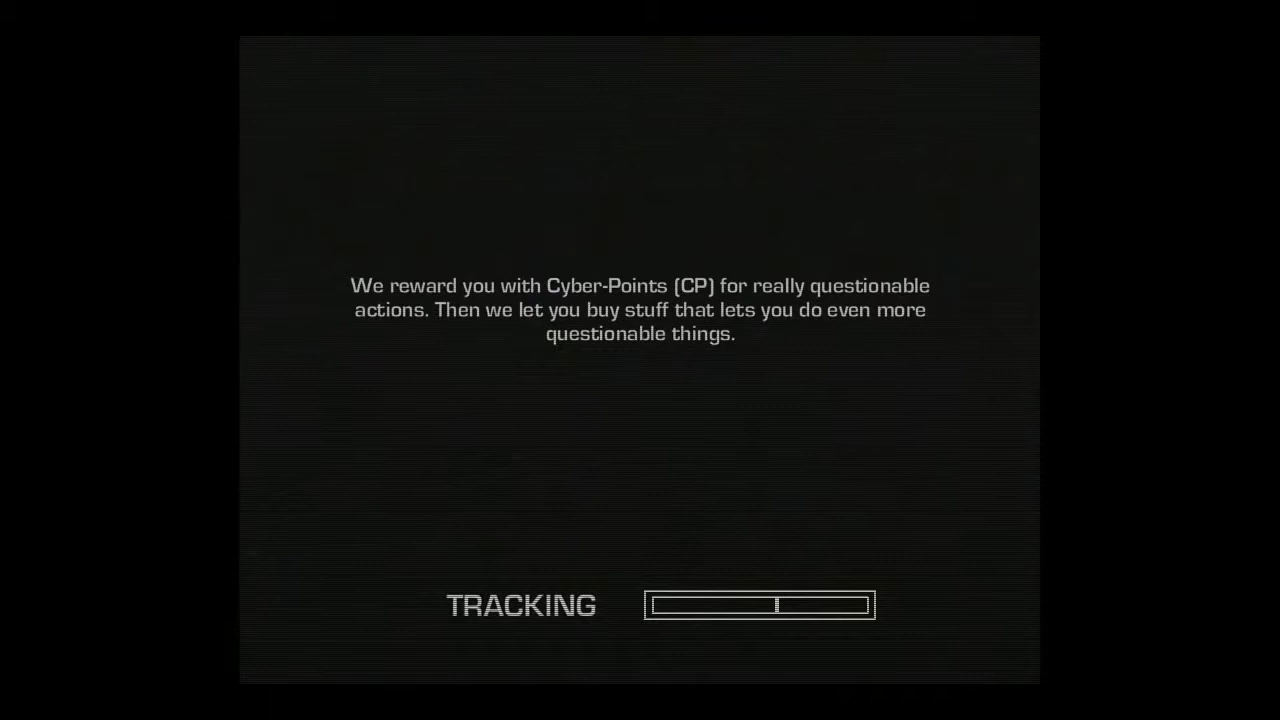 We reward you with Cyber-Points (CP) for really questionable
actions. Then we let you buy stuff that lets you do even more
questionable things.
TRACKING